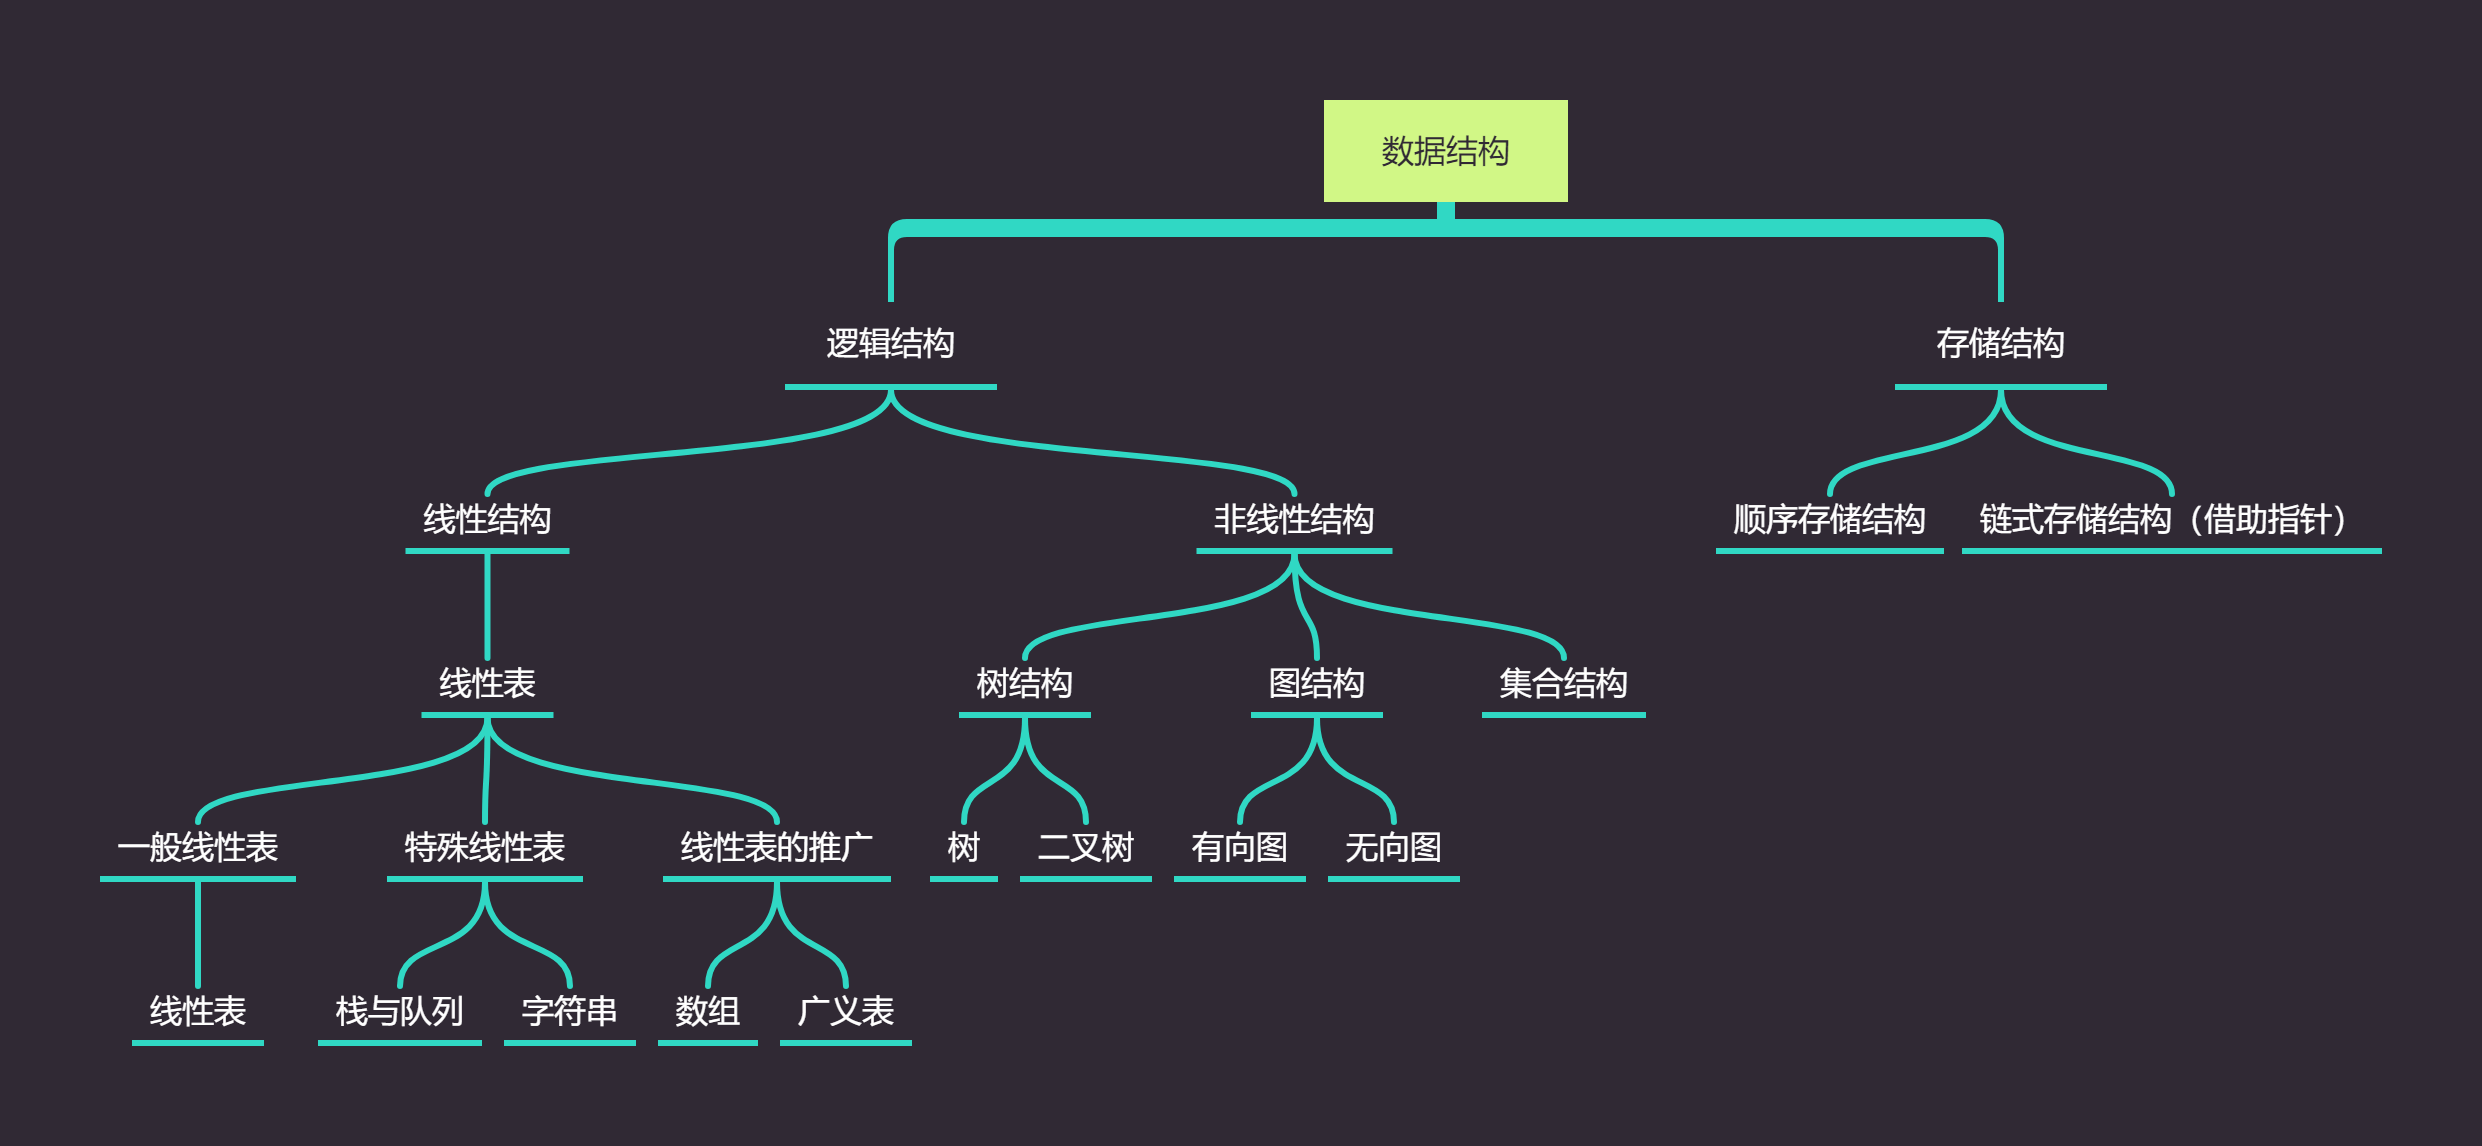 数据结构
逻辑结构
存储结构
线性结构
非线性结构
顺序存储结构
链式存储结构（借助指针）
线性表
树结构
图结构
集合结构
一般线性表
特殊线性表
线性表的推广
树
二叉树
有向图
无向图
线性表
栈与队列
字符串
数组
广义表